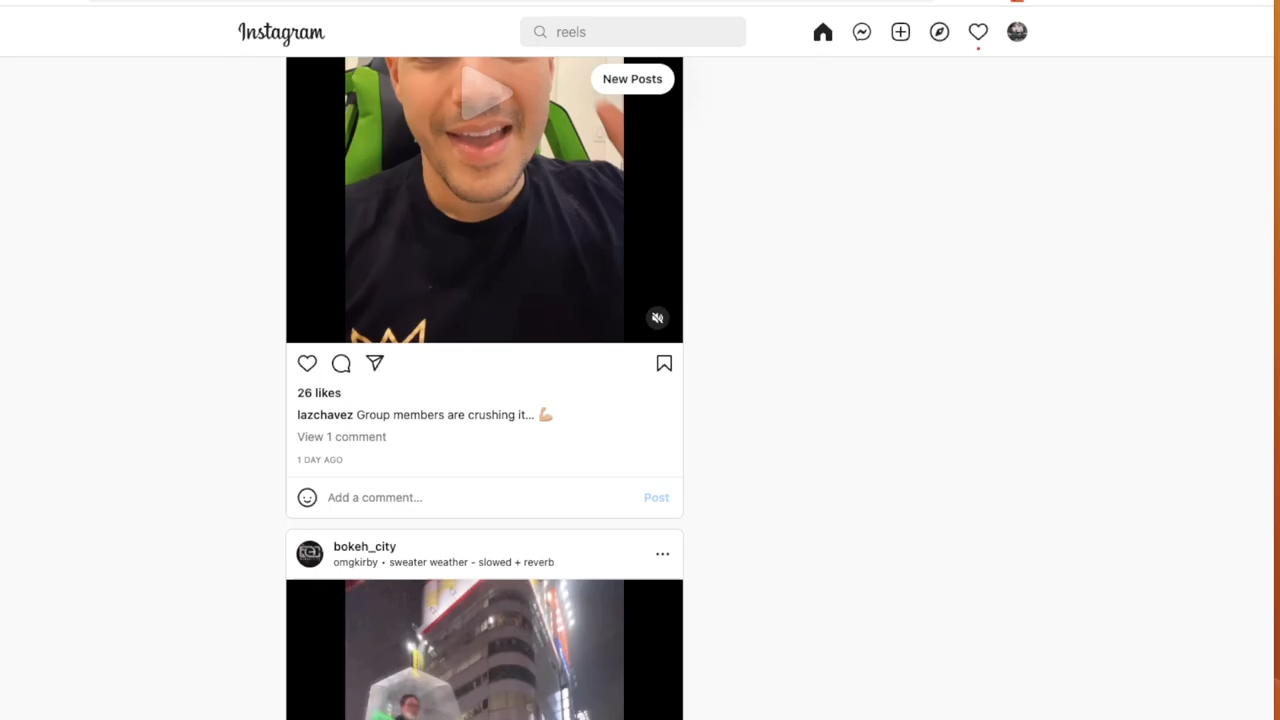 Instagram
reels
New Posts
26 likes
lazchavez Group members are crushing it... 💪🏼
View 1 comment
1 DAY AGO
Add a comment...
Post
bokeh_city
omgkirby • sweater weather - slowed + reverb